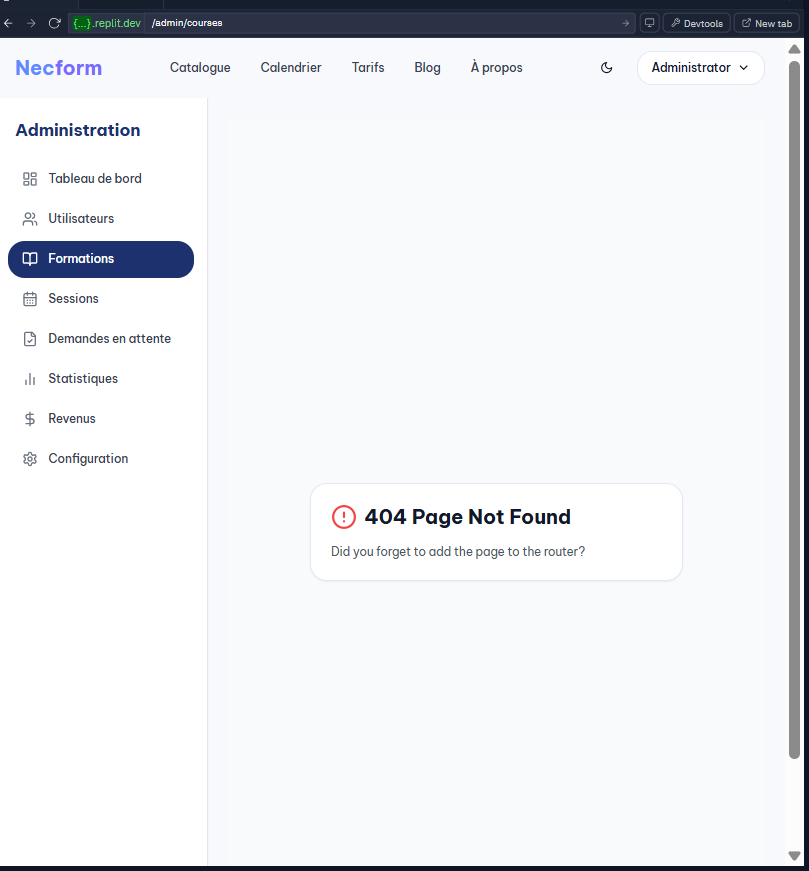 {...}.replit.dev /admin/courses Devtools New tab
Necform Catalogue Calendrier Tarifs Blog À propos Administrator
Administration
Tableau de bord
Utilisateurs
Formations
Sessions
Demandes en attente
Statistiques
Revenus
Configuration
404 Page Not Found
Did you forget to add the page to the router?